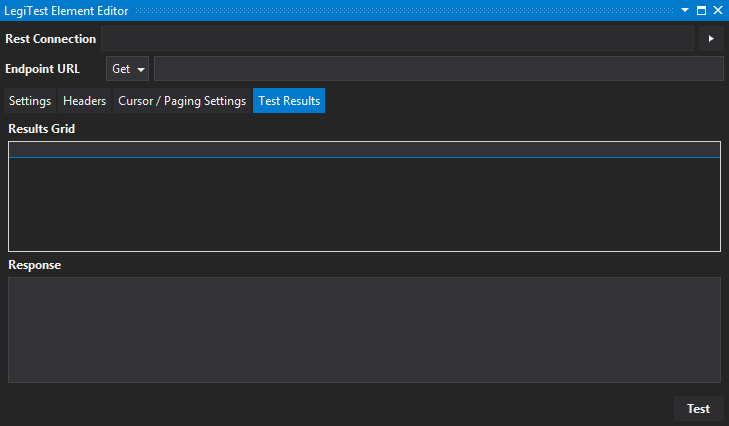 LegiTest Element Editor
Rest Connection
Endpoint URL Get
Settings Headers Cursor / Paging Settings Test Results
Results Grid
Response
Test